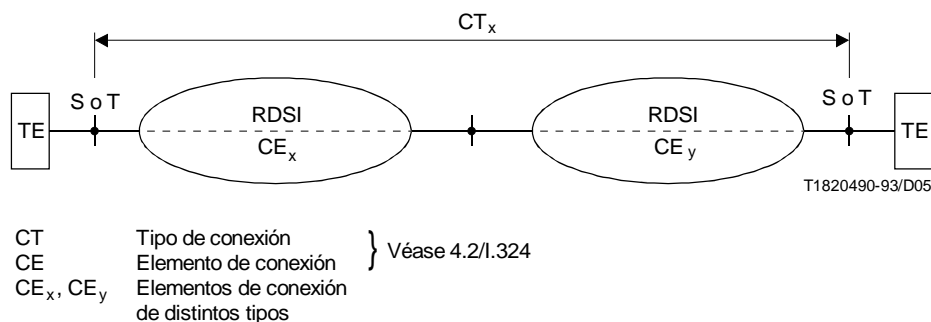 CTx
S o T
S o T
TE
RDSI
RDSI
TE
CEx
CEy
T1820490-93/D05
CT Tipo de conexión
CE Elemento de conexión
} Véase 4.2/I.324
CEx, CEy Elementos de conexión
de distintos tipos